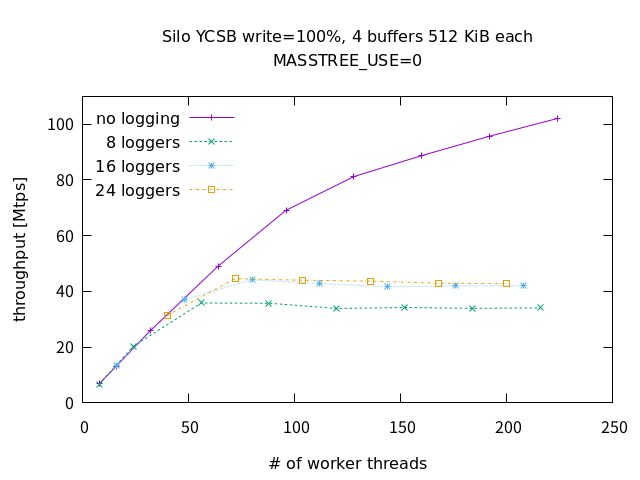 Silo YCSB write=100%, 4 buffers 512 KiB each
MASSTREE_USE=0
throughput [Mtps]
100
80
60
40
20
0
no logging
8 loggers
16 loggers
24 loggers
0 50 100 150 200 250
# of worker threads